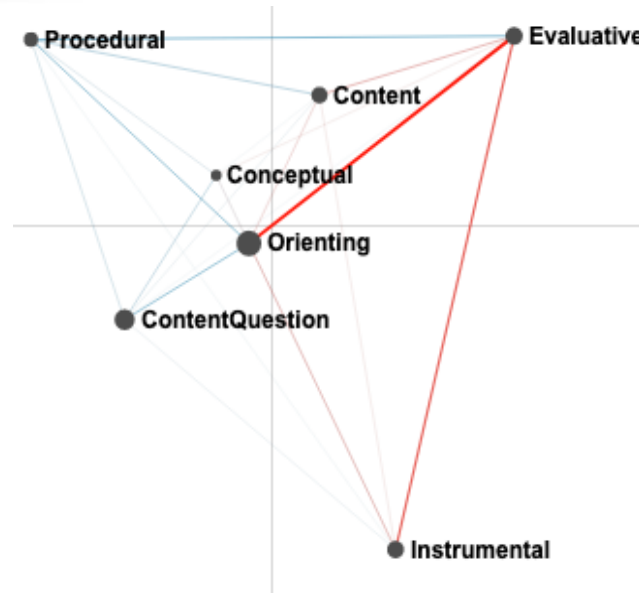 Procedural
Evaluative
Content
Conceptual
Orienting
ContentQuestion
Instrumental